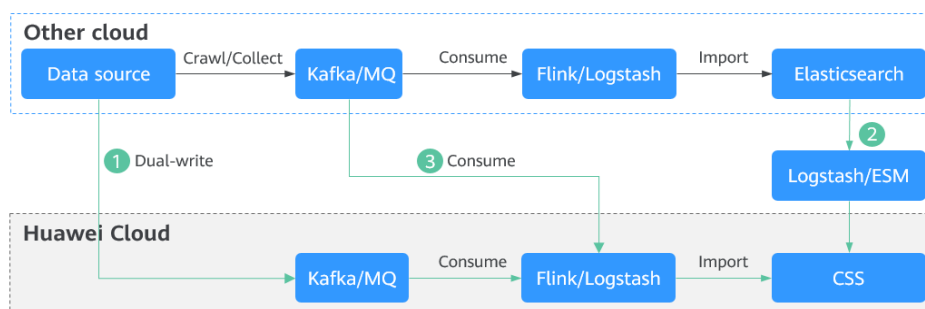 Other cloud
Data source
Crawl/Collect
Kafka/MQ
Consume
Flink/Logstash
Import
Elasticsearch
1 Dual-write
3 Consume
2
Logstash/ESM
Huawei Cloud
Kafka/MQ
Consume
Flink/Logstash
Import
CSS